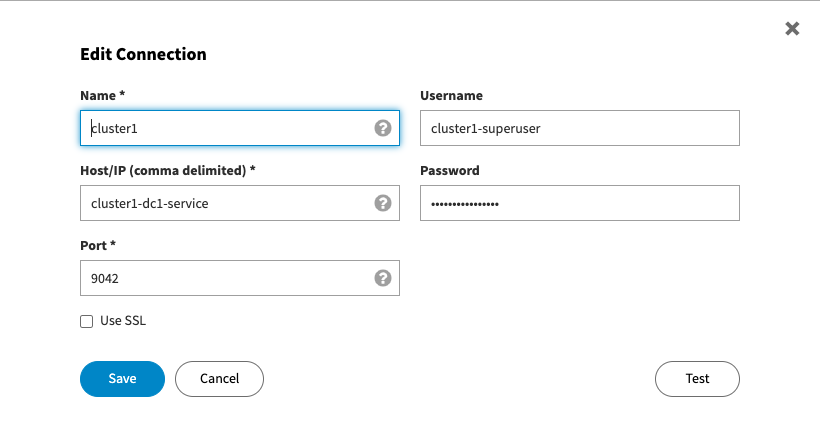 Edit Connection
Name *
Username
cluster1
cluster1-superuser
Host/IP (comma delimited) *
Password
cluster1-dc1-service
••••••••••••••••
Port *
9042
Use SSL
Save
Cancel
Test